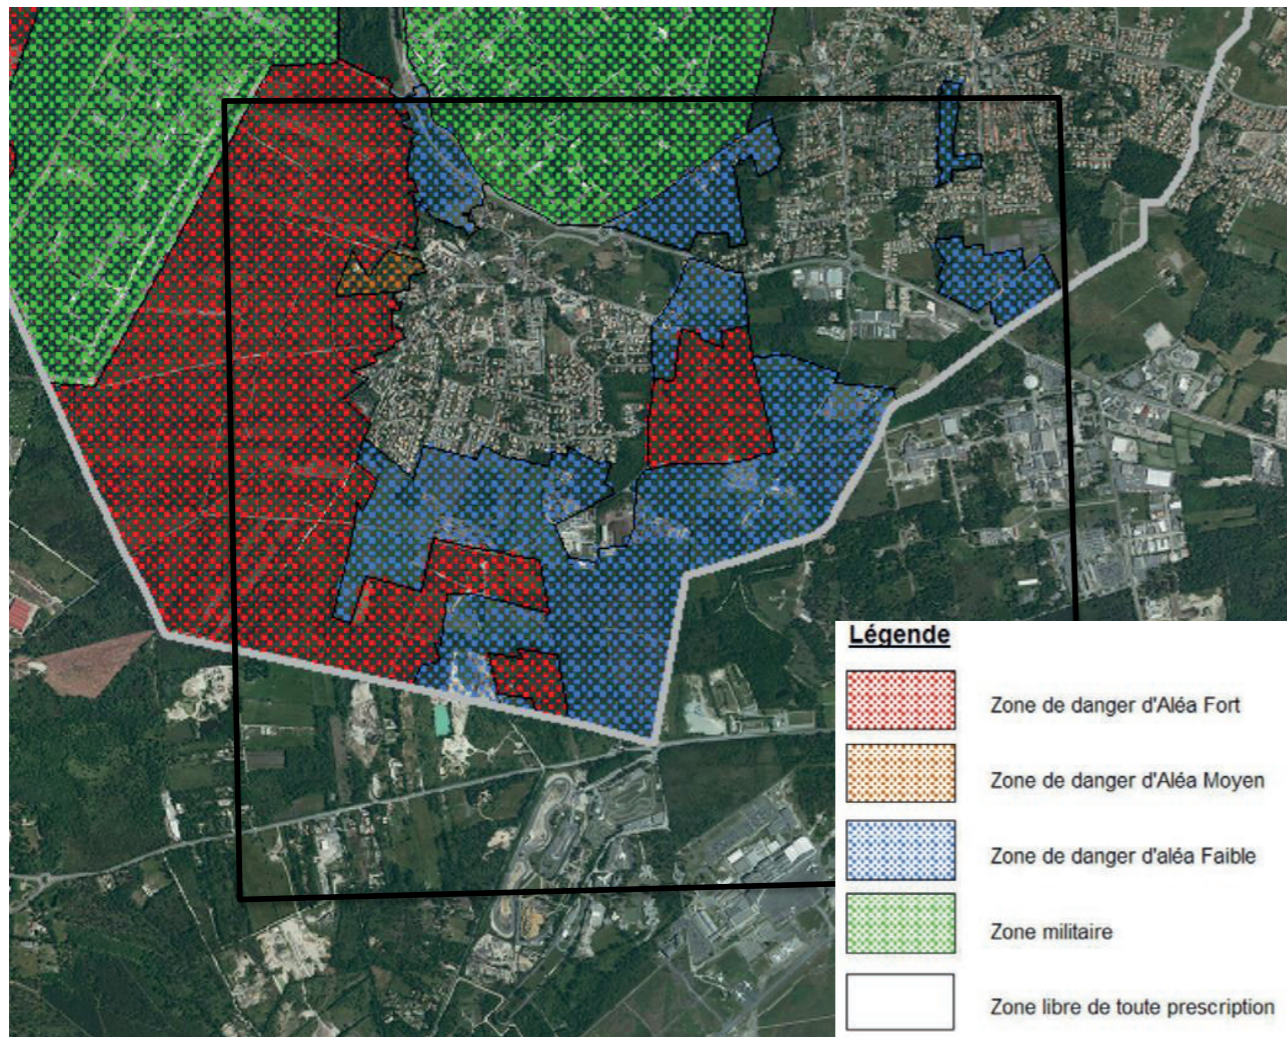 Légende
Zone de danger d'Aléa Fort
Zone de danger d'Aléa Moyen
Zone de danger d'aléa Faible
Zone militaire
Zone libre de toute prescription